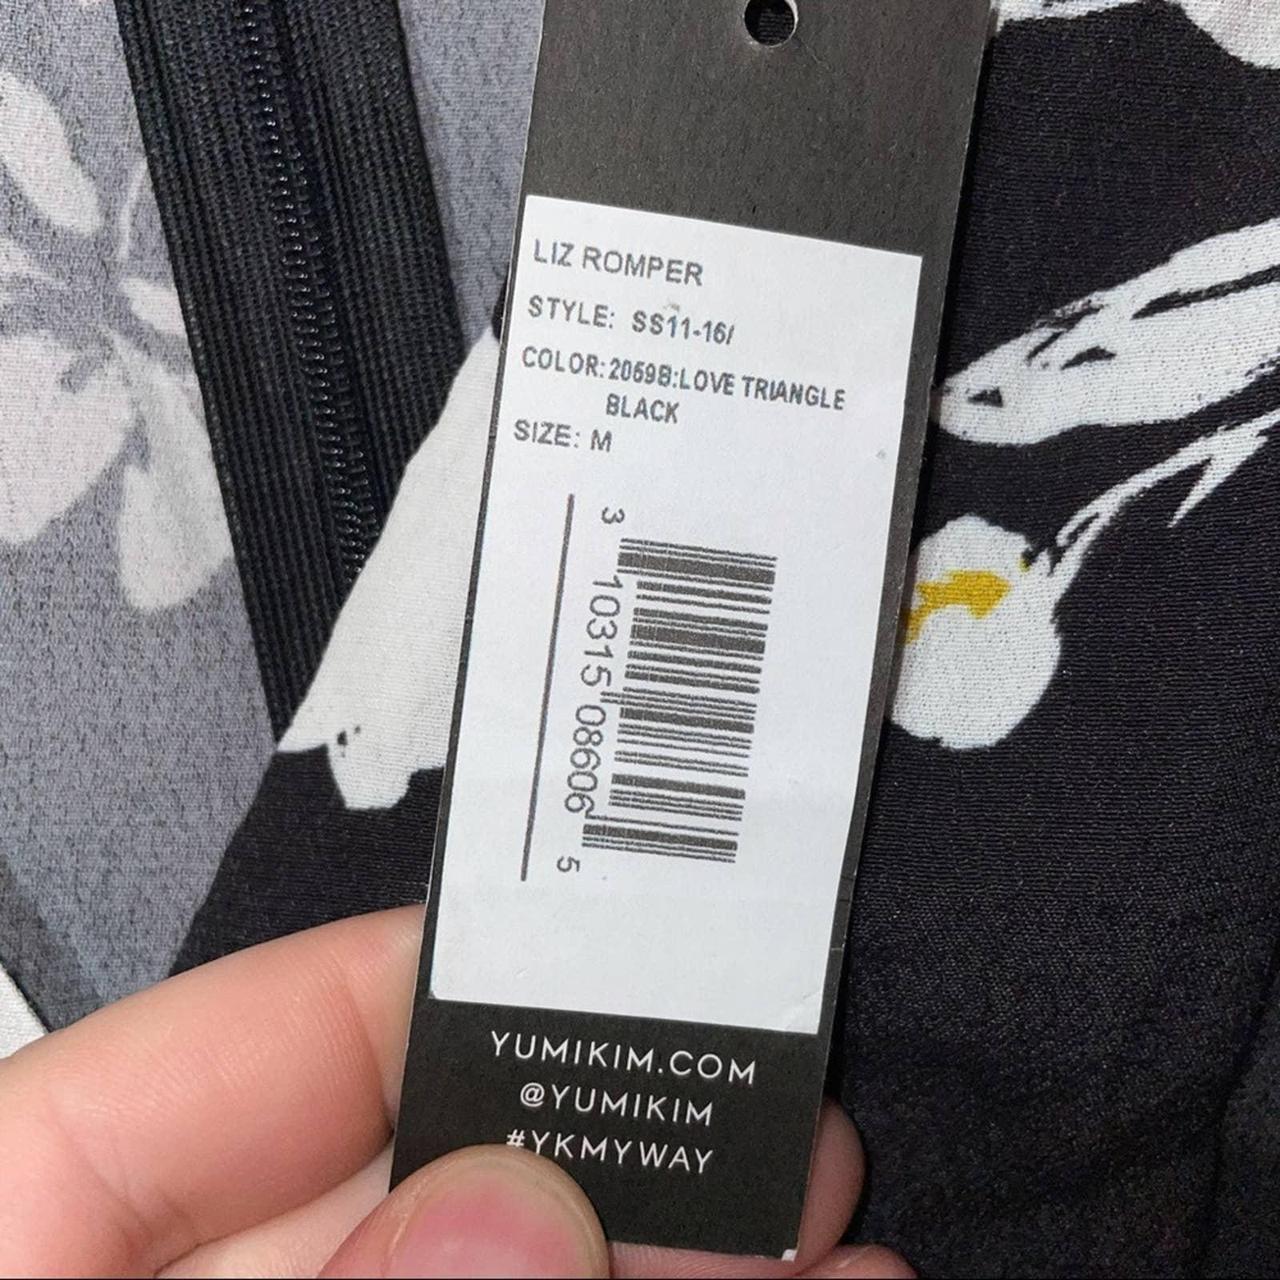 LIZ ROMPER
STYLE: SS11-16/
COLOR: 2059B:LOVE TRIANGLE
BLACK
SIZE: M
3 10315 08606 5
YUMIKIM.COM
@YUMIKIM
#YKMYWAY